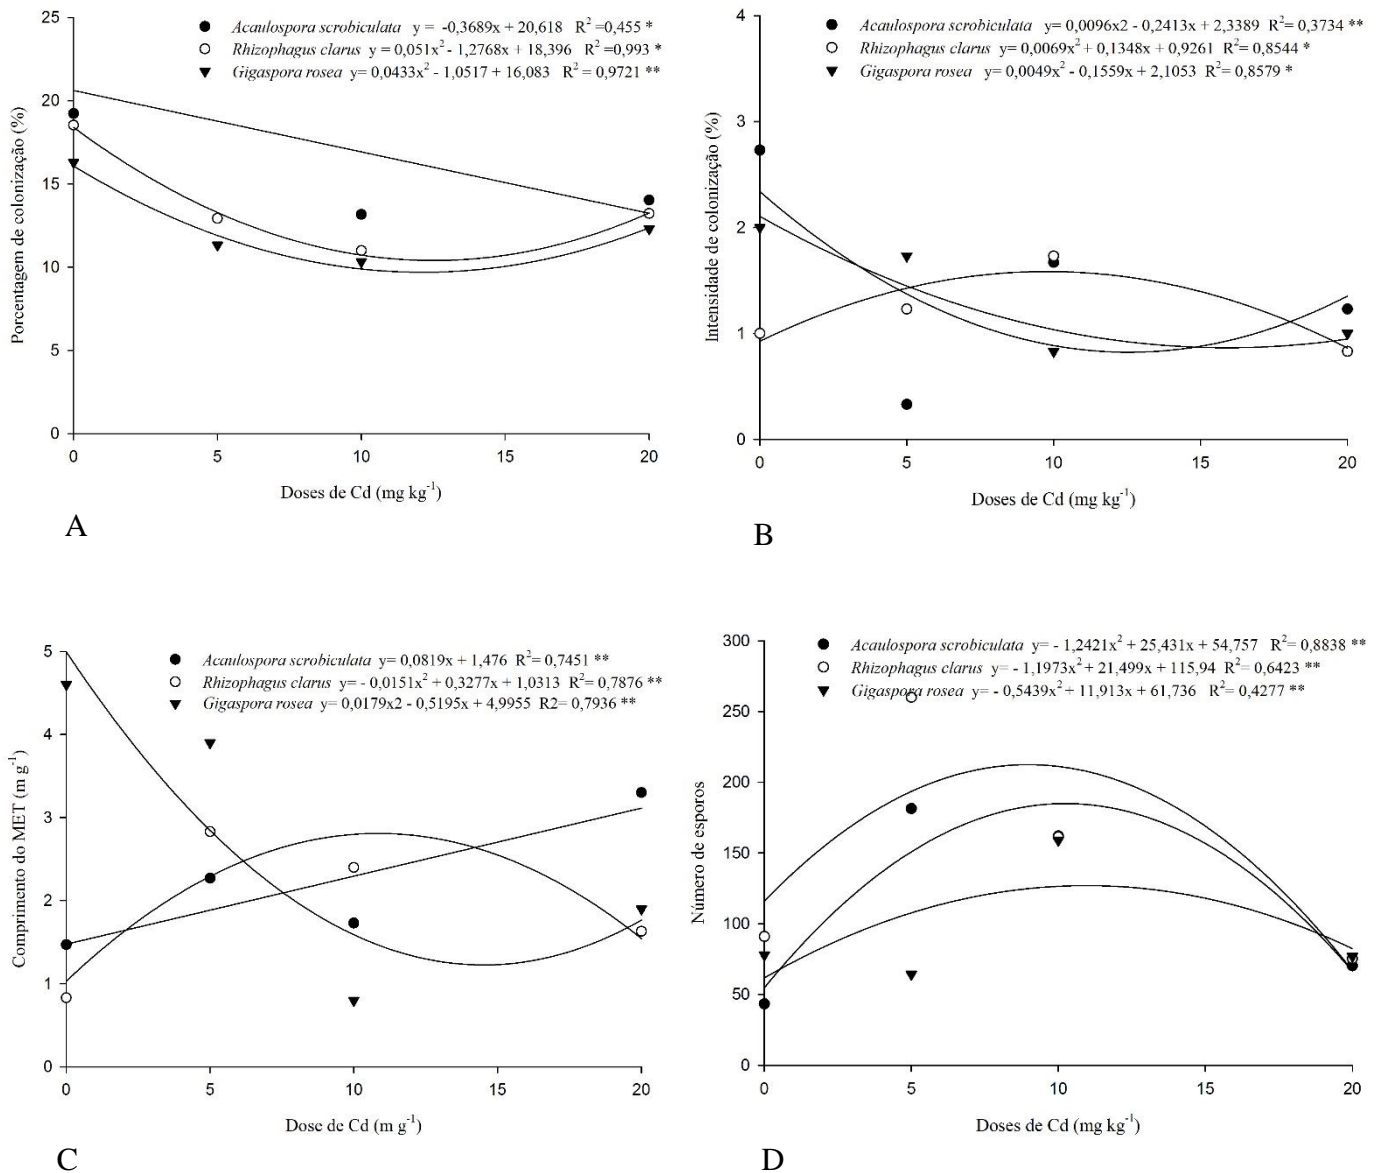 Acaulospora scrobiculata y = -0,3689x + 20,618 R² =0,455 *
Rhizophagus clarus y = 0,051x² - 1,2768x + 18,396 R² =0,993 *
Gigaspora rosea y= 0,0433x² - 1,0517 + 16,083 R² = 0,9721 **
25
20
15
10
5
0
Porcentagem de colonização (%)
0 5 10 15 20
Doses de Cd (mg kg⁻¹)
A
Acaulospora scrobiculata y= 0,0096x2 - 0,2413x + 2,3389 R²= 0,3734 **
Rhizophagus clarus y= 0,0069x² + 0,1348x + 0,9261 R²= 0,8544 *
Gigaspora rosea y= 0,0049x² - 0,1559x + 2,1053 R²= 0,8579 *
4
3
2
1
0
Intensidade de colonização (%)
0 5 10 15 20
Doses de Cd (mg kg⁻¹)
B
Acaulospora scrobiculata y= 0,0819x + 1,476 R²= 0,7451 **
Rhizophagus clarus y= - 0,0151x² + 0,3277x + 1,0313 R²= 0,7876 **
Gigaspora rosea y= 0,0179x2 - 0,5195x + 4,9955 R2= 0,7936 **
5
4
3
2
1
0
Comprimento do MET (m g⁻¹)
0 5 10 15 20
Dose de Cd (m g⁻¹)
C
Acaulospora scrobiculata y= - 1,2421x² + 25,431x + 54,757 R²= 0,8838 **
Rhizophagus clarus y= - 1,1973x² + 21,499x + 115,94 R²= 0,6423 **
Gigaspora rosea y= - 0,5439x² + 11,913x + 61,736 R²= 0,4277 **
300
250
200
150
100
50
0
Número de esporos
0 5 10 15 20
Doses de Cd (mg kg⁻¹)
D